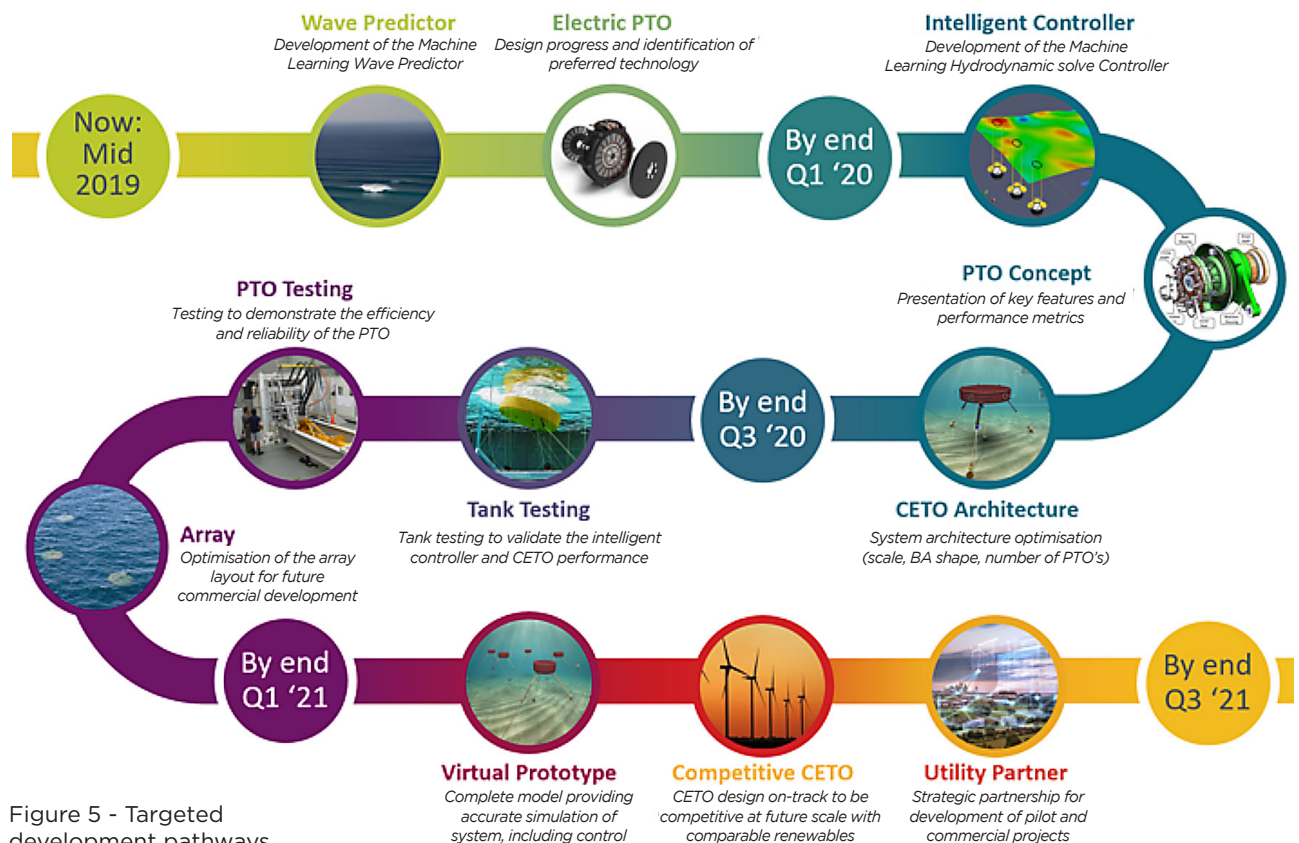 Wave Predictor
Development of the Machine
Learning Wave Predictor
Electric PTO
Design progress and identification of
preferred technology
Intelligent Controller
Development of the Machine
Learning Hydrodynamic solve Controller
Now:
Mid
2019
By end
Q1 ‘20
PTO Concept
Presentation of key features and
performance metrics
PTO Testing
Testing to demonstrate the efficiency
and reliability of the PTO
By end
Q3 ‘20
Tank Testing
Tank testing to validate the intelligent
controller and CETO performance
CETO Architecture
System architecture optimisation
(scale, BA shape, number of PTO's)
Array
Optimisation of the array
layout for future
commercial development
By end
Q1 ‘21
By end
Q3 ‘21
Virtual Prototype
Complete model providing
accurate simulation of
system, including control
Competitive CETO
CETO design on-track to be
competitive at future scale with
comparable renewables
Utility Partner
Strategic partnership for
development of pilot and
commercial projects
Figure 5 - Targeted
development pathways